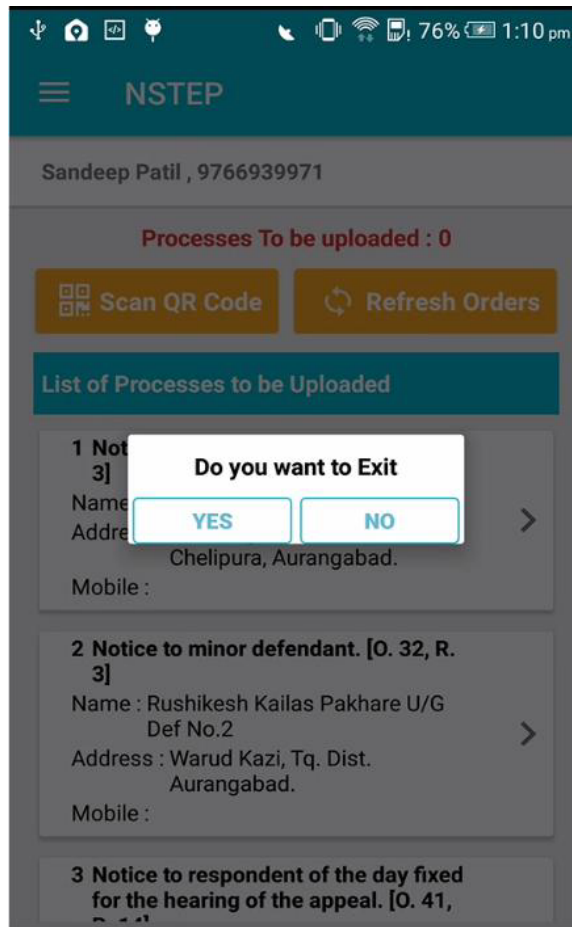 76% 1:10 pm
NSTEP
Sandeep Patil , 9766939971
Processes To be uploaded : 0
Scan QR Code
Refresh Orders
List of Processes to be Uploaded
1 Not
3]
Name
Addre
Chelipura, Aurangabad.
Mobile :
Do you want to Exit
YES
NO
2 Notice to minor defendant. [O. 32, R.
3]
Name : Rushikesh Kailas Pakhare U/G
Def No.2
Address : Warud Kazi, Tq. Dist.
Aurangabad.
Mobile :
3 Notice to respondent of the day fixed
for the hearing of the appeal. [O. 41,